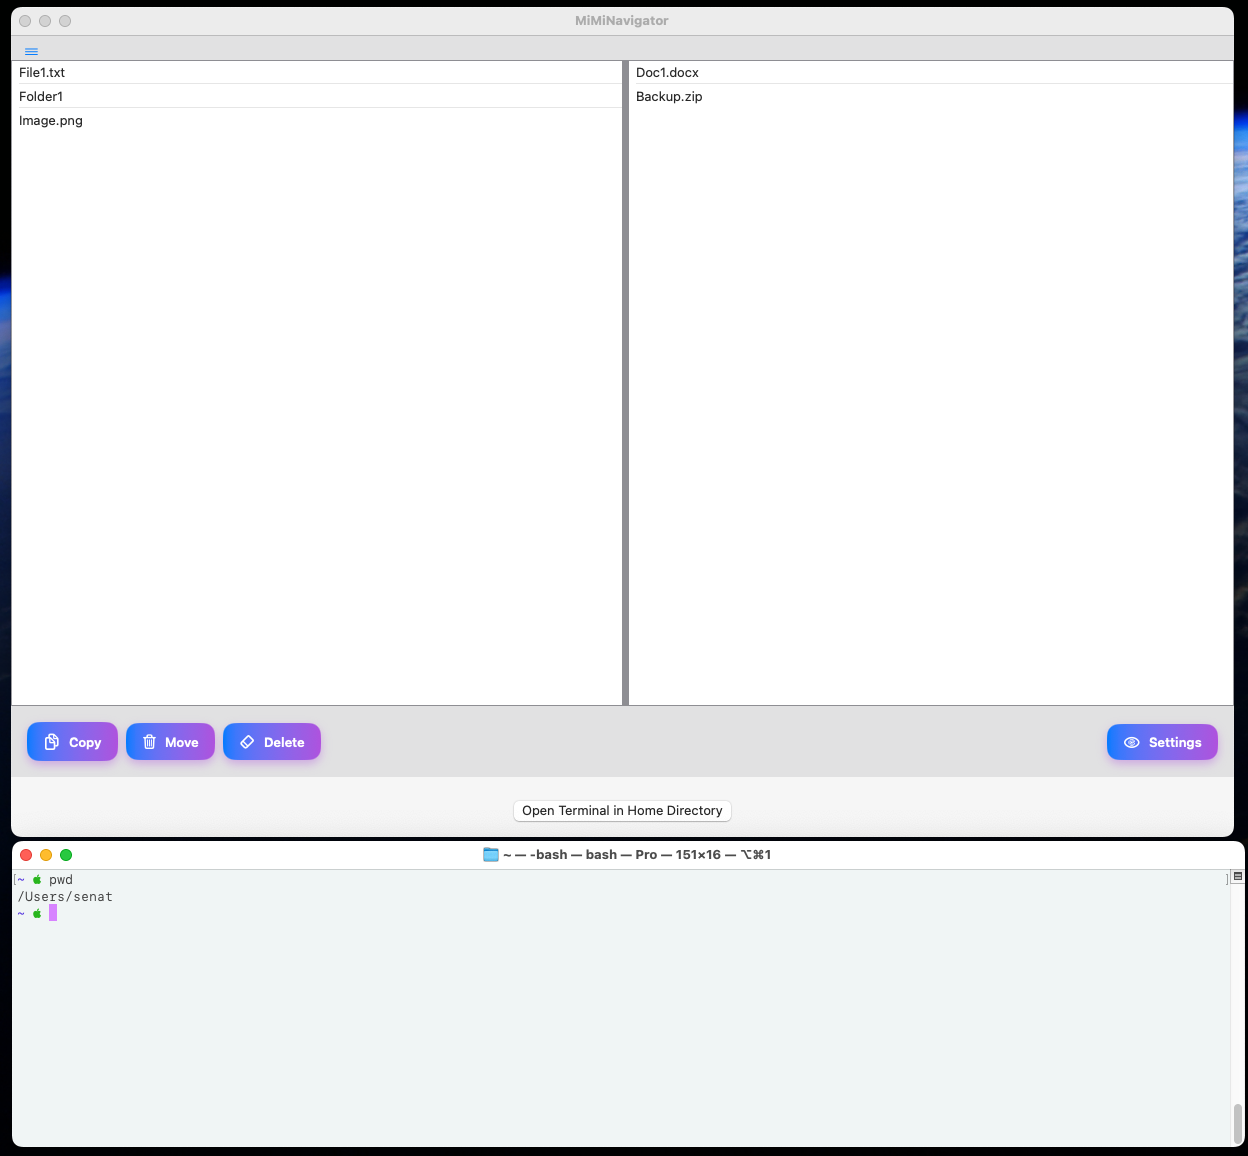 MiMiNavigator
File1.txt
Folder1
Image.png
Doc1.docx
Backup.zip
Copy
Move
Delete
Settings
Open Terminal in Home Directory
~ — -bash — bash — Pro — 151×16 — ⌥⌘1
[~  pwd ]
/Users/senat
~